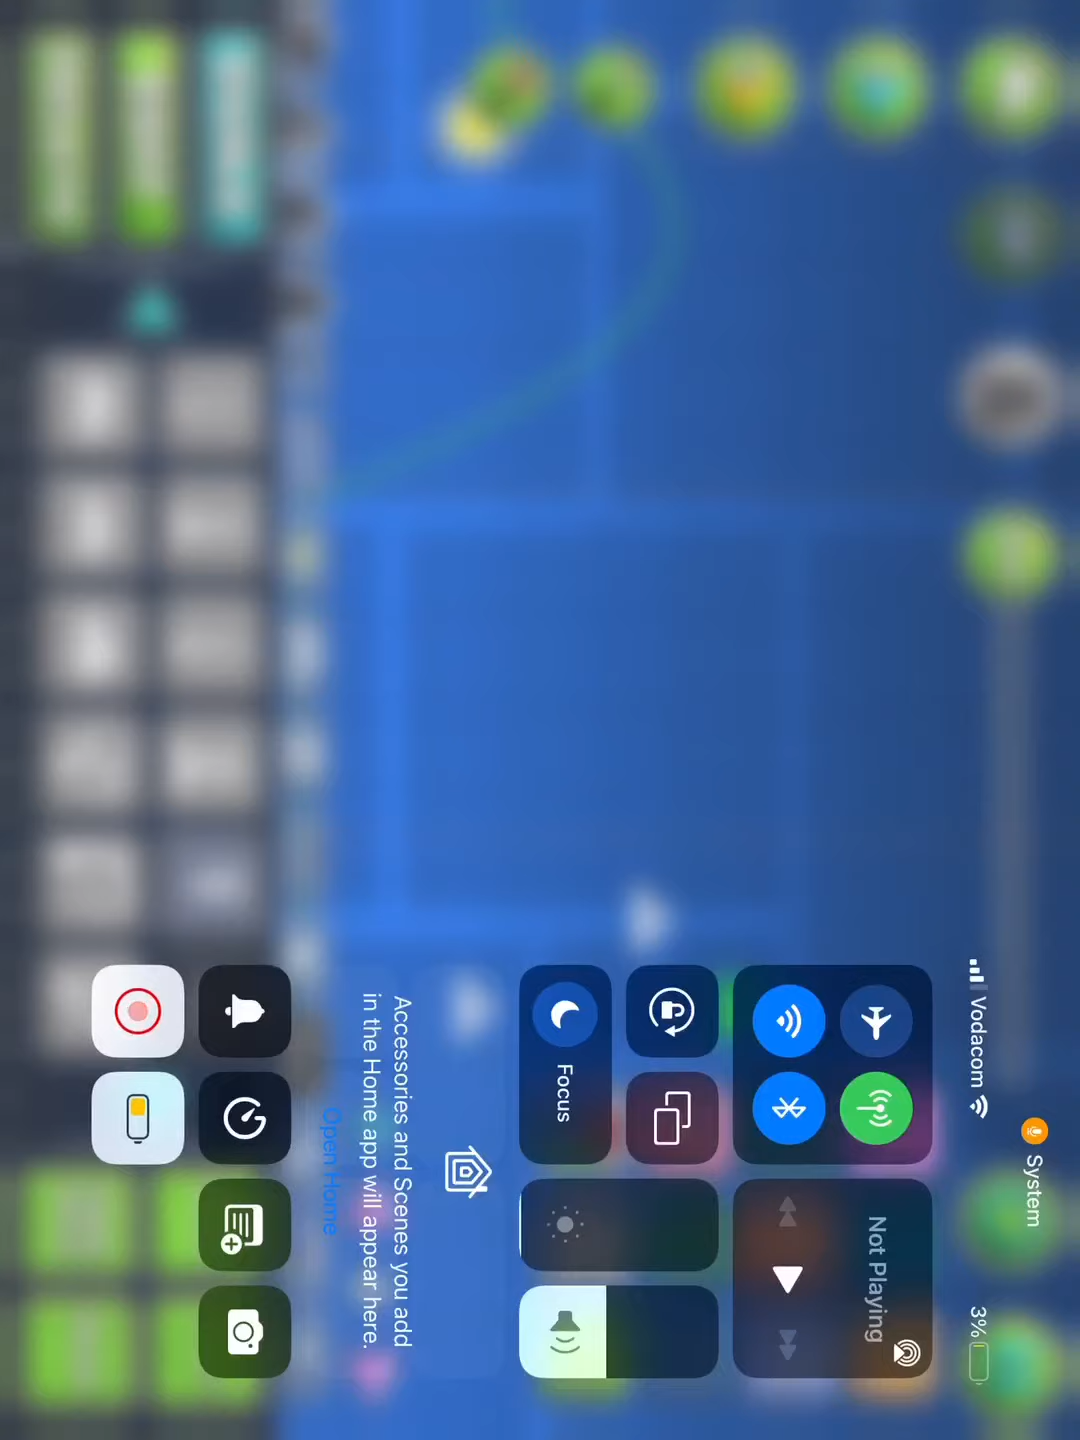 Vodacom
System
3%
Not Playing
Focus
Accessories and Scenes you add
in the Home app will appear here.
Open Home